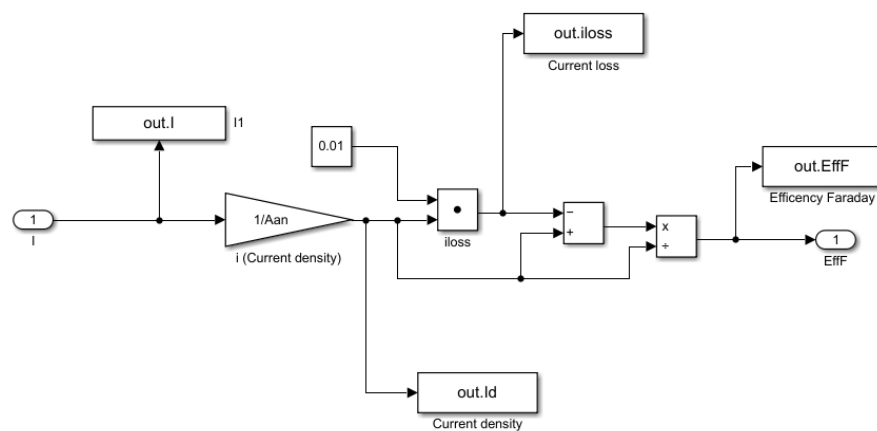 out.iloss
Current loss
out.I
I1
0.01
out.EffF
Efficency Faraday
1
I
1/Aan
i (Current density)
iloss
−
+
x
÷
1
EffF
out.Id
Current density